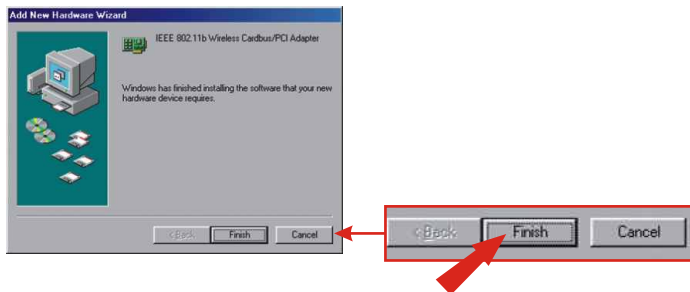 Add New Hardware Wizard
IEEE 802.11b Wireless Cardbus/PCI Adapter
Windows has finished installing the software that your new
hardware device requires.
< Back Finish Cancel
< Back Finish Cancel